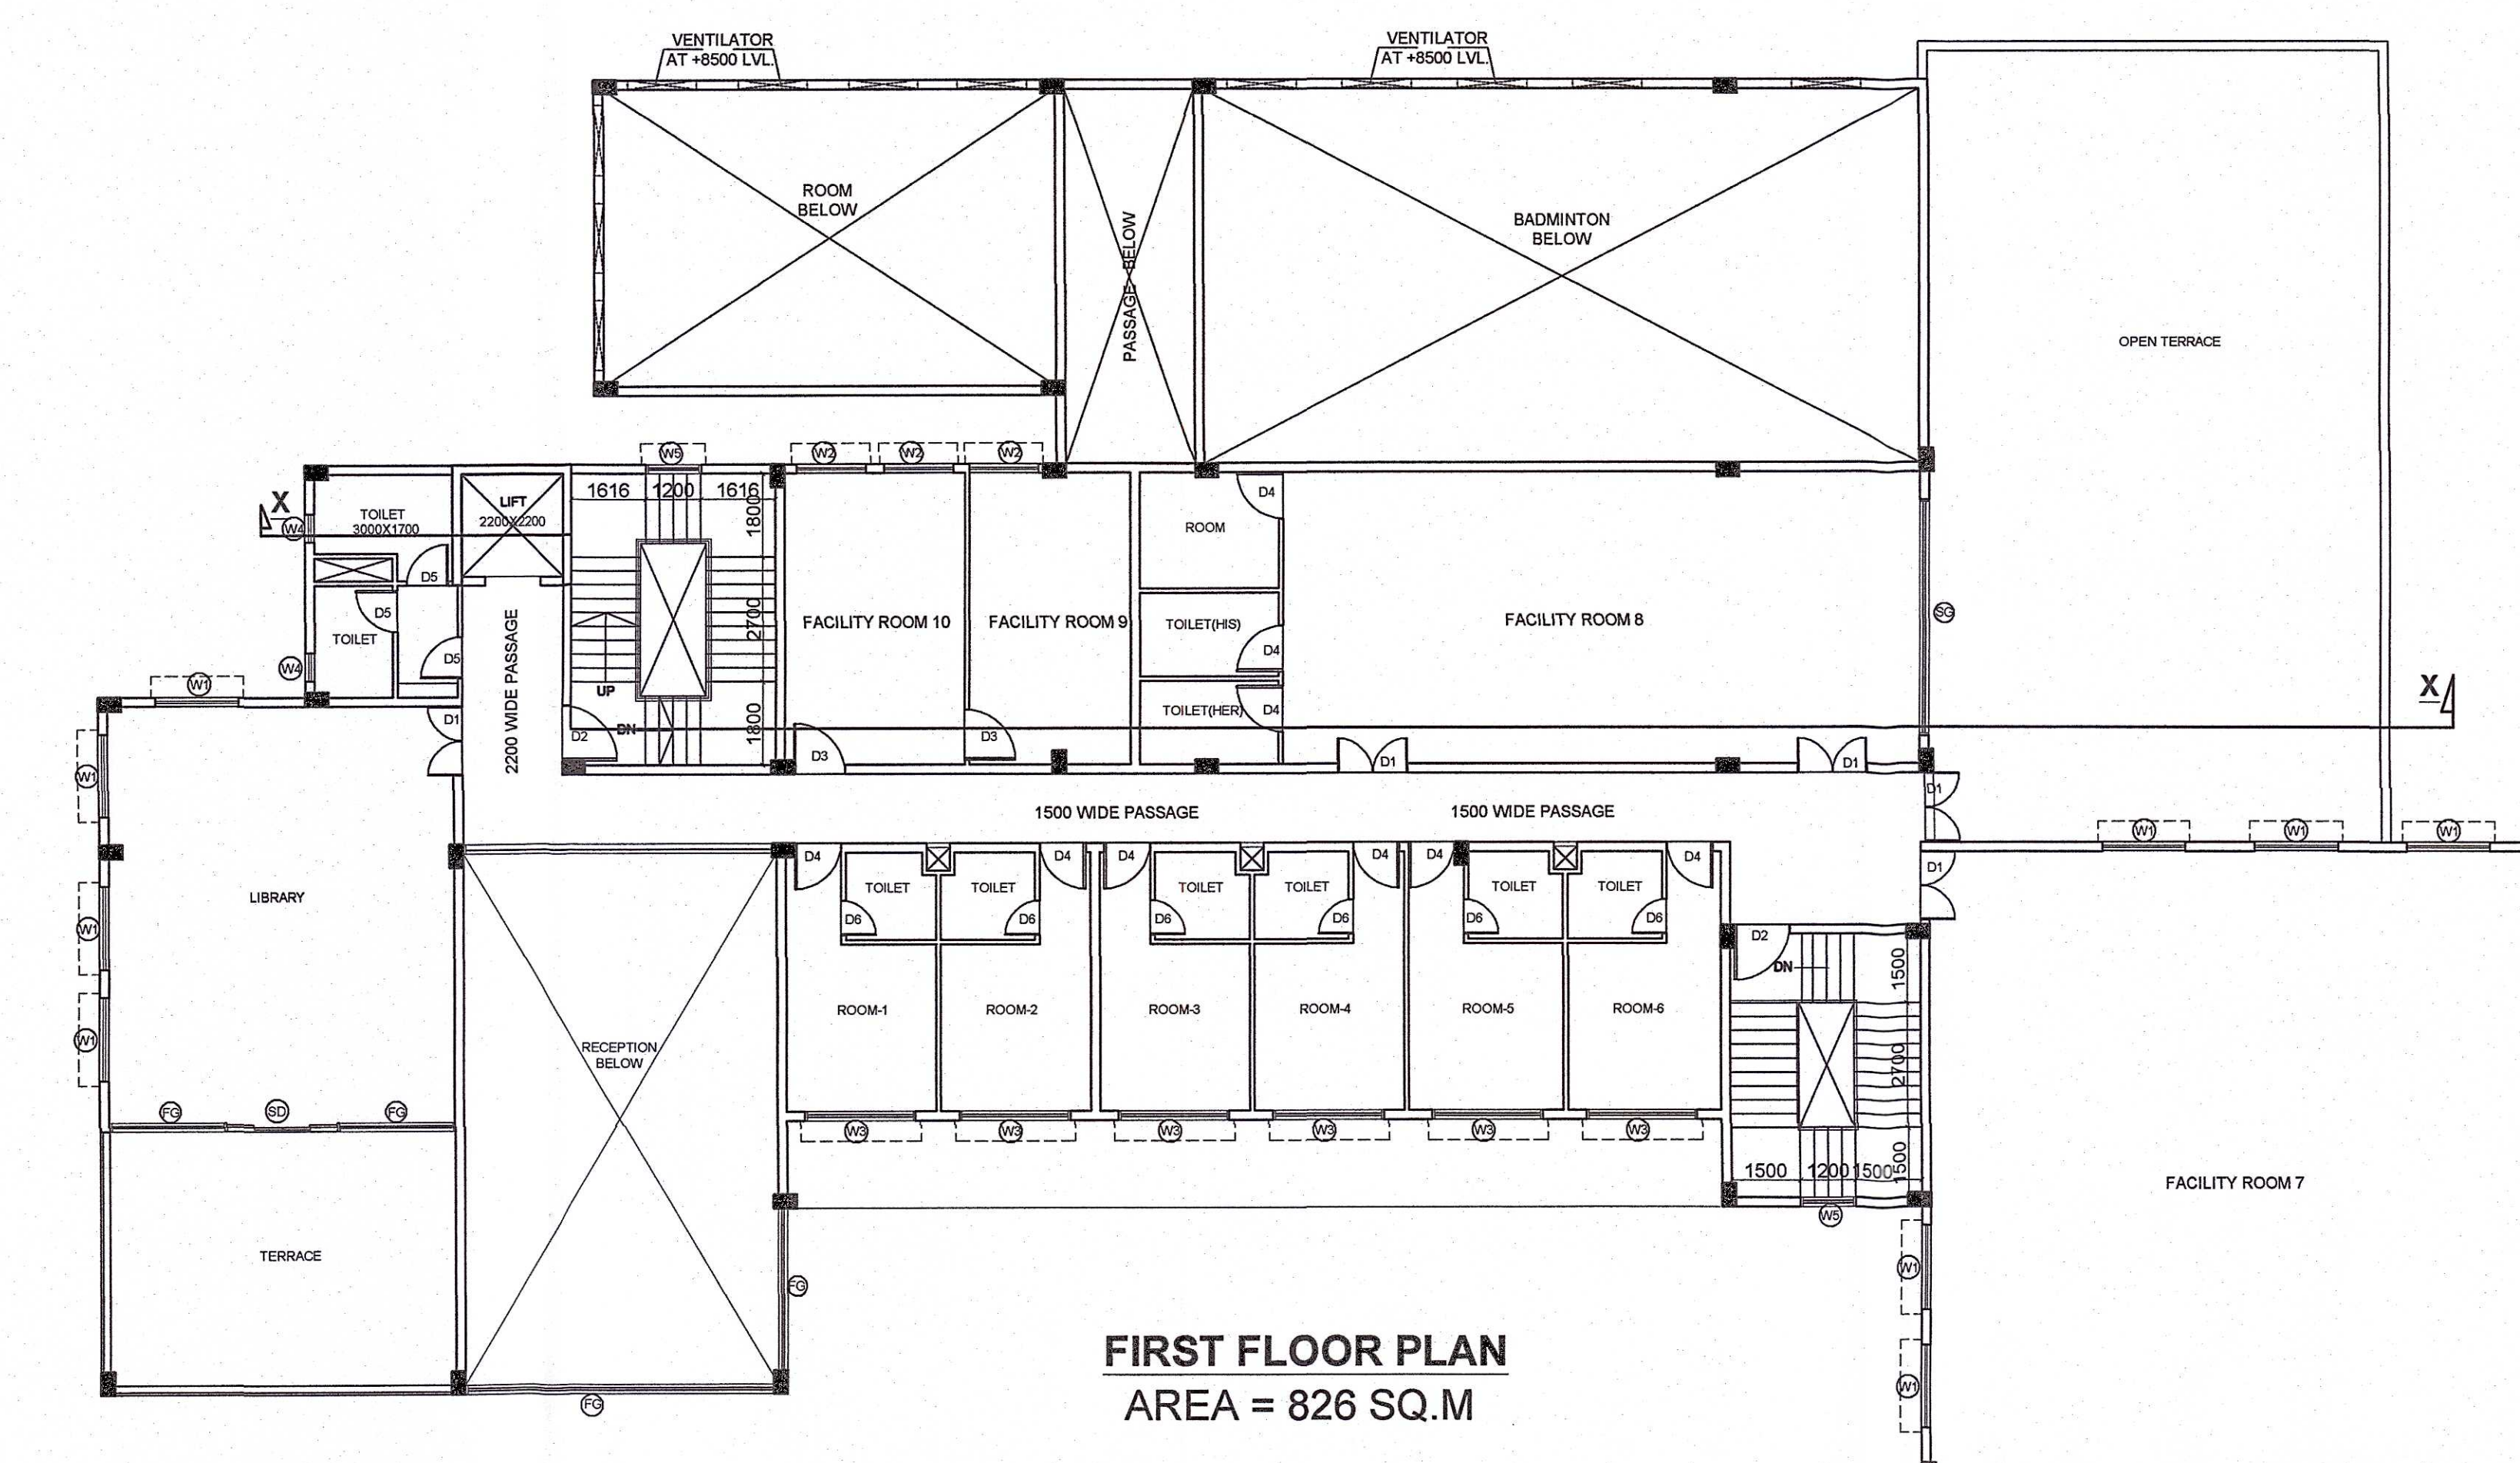 VENTILATOR
AT +8500 LVL.
VENTILATOR
AT +8500 LVL.
ROOM
BELOW
PASSAGE BELOW
BADMINTON
BELOW
OPEN TERRACE
W5
W2
W2
W2
X
W4
TOILET
3000X1700
LIFT
2200X2200
1616
1200
1616
1800
2700
1800
D5
D5
TOILET
D5
W4
2200 WIDE PASSAGE
UP
DN
D2
FACILITY ROOM 10
D3
FACILITY ROOM 9
D3
ROOM
D4
TOILET(HIS)
D4
TOILET(HER)
D4
FACILITY ROOM 8
SG
X
D1
D1
D1
D1
W1
W1
D1
1500 WIDE PASSAGE
1500 WIDE PASSAGE
W1
W1
W1
LIBRARY
W1
W1
FG
SD
FG
TERRACE
RECEPTION
BELOW
FG
FG
D4
TOILET
D6
TOILET
D4
D6
D4
TOILET
D6
TOILET
D4
D6
D4
TOILET
D6
TOILET
D4
D6
ROOM-1
ROOM-2
ROOM-3
ROOM-4
ROOM-5
ROOM-6
W3
W3
W3
W3
W3
W3
D2
DN
1500
2700
1500
1500
1200
1500
W5
FACILITY ROOM 7
W1
W1
FIRST FLOOR PLAN
AREA = 826 SQ.M